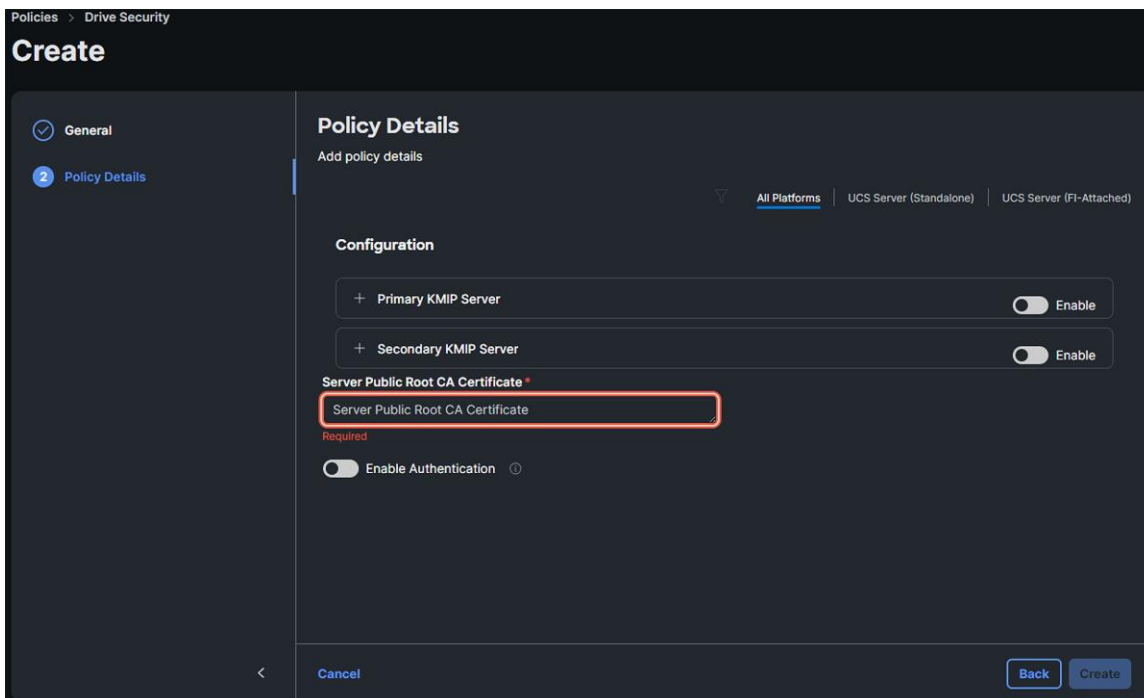 Policies > Drive Security
Create
General
2 Policy Details
Policy Details
Add policy details
All Platforms UCS Server (Standalone) UCS Server (FI-Attached)
Configuration
+ Primary KMIP Server Enable
+ Secondary KMIP Server Enable
Server Public Root CA Certificate *
Server Public Root CA Certificate
Required
Enable Authentication
< Cancel Back Create